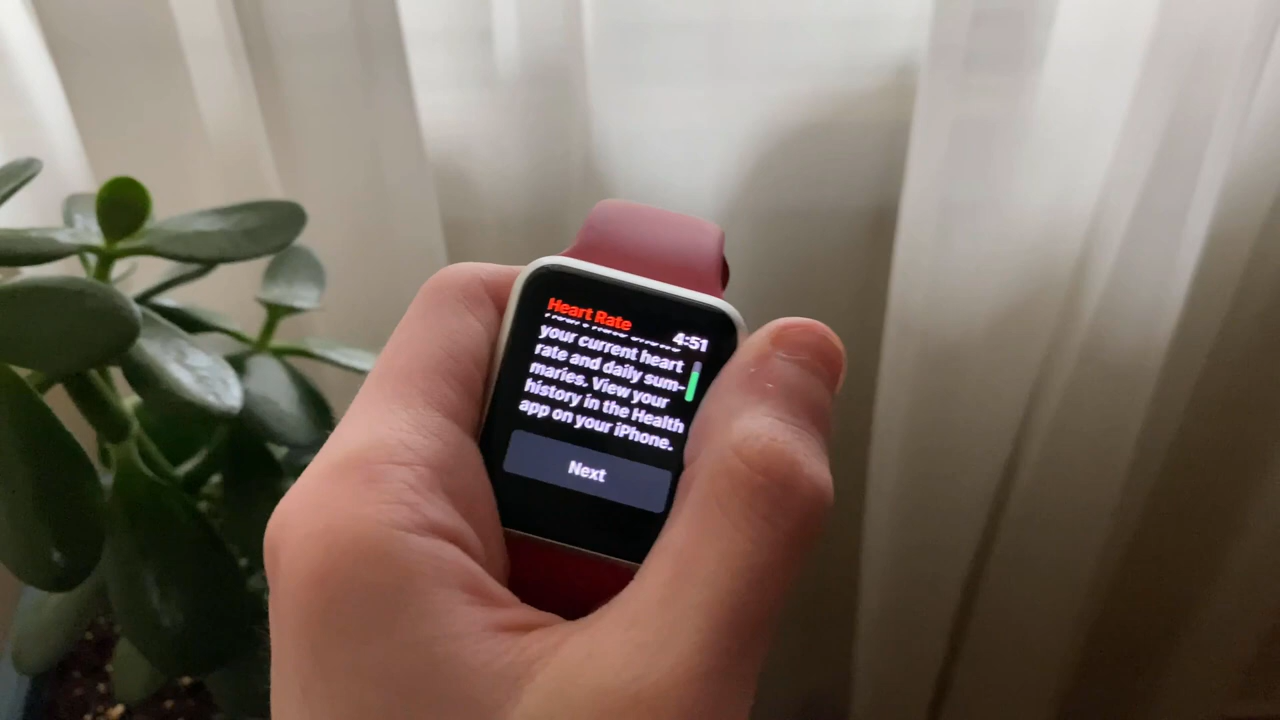 Heart Rate
4:51
your current heart
rate and daily sum-
maries. View your
history in the Health
app on your iPhone.
Next